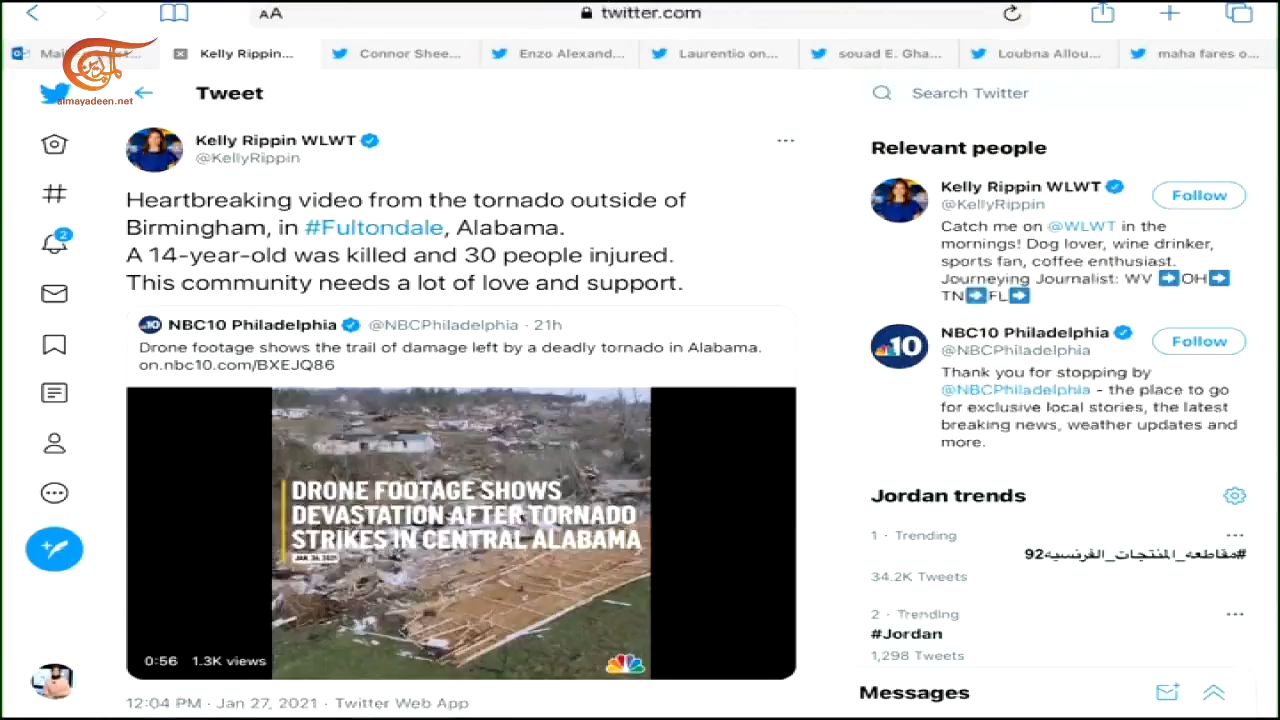 AA
twitter.com
Kelly Rippin...
Connor Shee...
Enzo Alexand...
Laurentio on...
souad E. Gha...
Loubna Allou...
maha fares o...
الميادين
almayadeen.net
Tweet
Search Twitter
Kelly Rippin WLWT
@KellyRippin
Heartbreaking video from the tornado outside of
Birmingham, in #Fultondale, Alabama.
A 14-year-old was killed and 30 people injured.
This community needs a lot of love and support.
10 NBC10 Philadelphia @NBCPhiladelphia · 21h
Drone footage shows the trail of damage left by a deadly tornado in Alabama.
on.nbc10.com/BXEJQ86
DRONE FOOTAGE SHOWS
DEVASTATION AFTER TORNADO
STRIKES IN CENTRAL ALABAMA
JAN 26, 2021
0:56 1.3K views
12:04 PM · Jan 27, 2021 · Twitter Web App
2
Relevant people
Kelly Rippin WLWT
@KellyRippin
Follow
Catch me on @WLWT in the
mornings! Dog lover, wine drinker,
sports fan, coffee enthusiast.
Journeying Journalist: WV ➡OH➡
TN➡FL➡
10
NBC10 Philadelphia
@NBCPhiladelphia
Follow
Thank you for stopping by
@NBCPhiladelphia - the place to go
for exclusive local stories, the latest
breaking news, weather updates and
more.
Jordan trends
1 · Trending
#مقاطعه_المنتجات_الفرنسيه92
34.2K Tweets
2 · Trending
#Jordan
1,298 Tweets
Messages